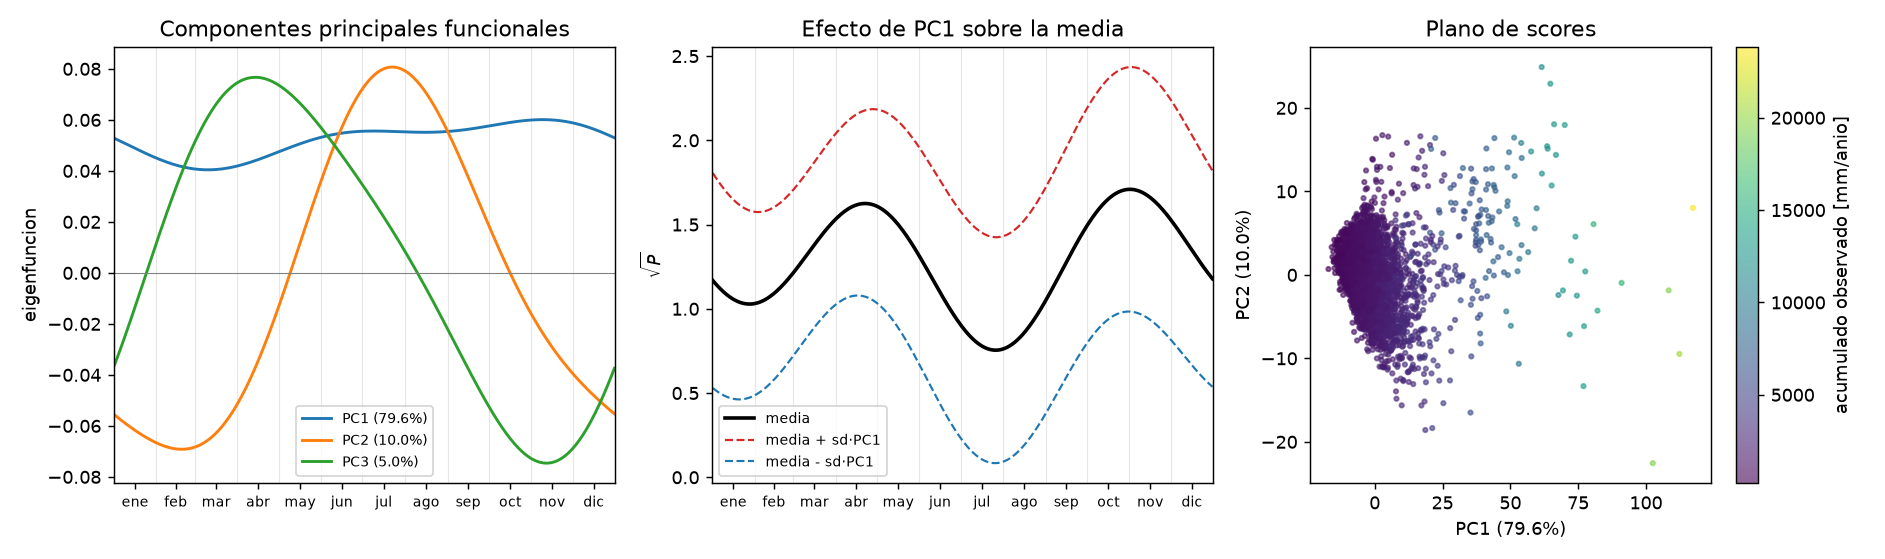 Componentes principales funcionales
eigenfuncion
0.08
0.06
0.04
0.02
0.00
−0.02
−0.04
−0.06
−0.08
PC1 (79.6%)
PC2 (10.0%)
PC3 (5.0%)
ene feb mar abr may jun jul ago sep oct nov dic
Efecto de PC1 sobre la media
√P
2.5
2.0
1.5
1.0
0.5
0.0
media
media + sd·PC1
media - sd·PC1
ene feb mar abr may jun jul ago sep oct nov dic
Plano de scores
PC2 (10.0%)
20
10
0
−10
−20
0 25 50 75 100
PC1 (79.6%)
20000
15000
10000
5000
acumulado observado [mm/anio]